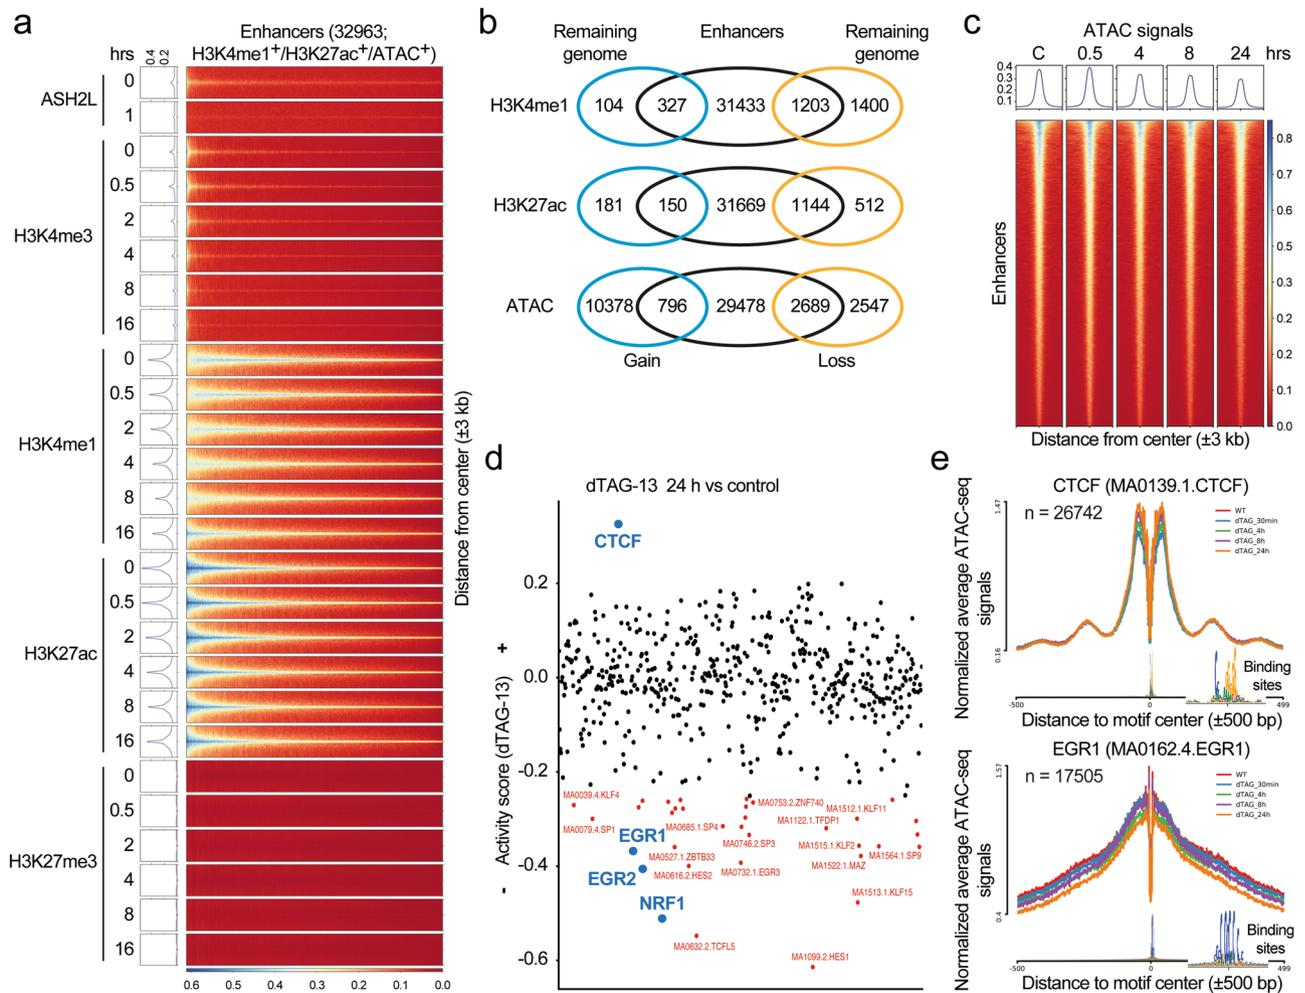 a
Enhancers (32963;
H3K4me1+/H3K27ac+/ATAC+)
hrs
0.4
0.2
ASH2L
0
1
H3K4me3
0
0.5
2
4
8
16
H3K4me1
0
0.5
2
4
8
16
H3K27ac
0
0.5
2
4
8
16
H3K27me3
0
0.5
2
4
8
16
0.6 0.5 0.4 0.3 0.2 0.1 0.0
Distance from center (±3 kb)
b
Remaining genome
Enhancers
Remaining genome
H3K4me1 104 327 31433 1203 1400
H3K27ac 181 150 31669 1144 512
ATAC 10378 796 29478 2689 2547
Gain Loss
c
ATAC signals
C 0.5 4 8 24 hrs
0.4
0.3
0.2
0.1
Enhancers
0.8
0.7
0.6
0.5
0.3
0.2
0.2
0.1
0.0
Distance from center (±3 kb)
d
dTAG-13 24 h vs control
Activity score (dTAG-13)
+
-
0.2
0.0
-0.2
-0.4
-0.6
CTCF
MA0039.4.KLF4
MA0079.4.SP1
MA0753.2.ZNF740
MA1512.1.KLF11
MA1122.1.TFDP1
MA0685.1.SP4
EGR1
MA0746.2.SP3
MA1515.1.KLF2
MA0527.1.ZBTB33
MA1564.1.SP9
MA1522.1.MAZ
EGR2
MA0616.2.HES2
MA0732.1.EGR3
NRF1
MA1513.1.KLF15
MA0632.2.TCFL5
MA1099.2.HES1
e
CTCF (MA0139.1.CTCF)
n = 26742
WT
dTAG_30min
dTAG_4h
dTAG_8h
dTAG_24h
1.47
0.16
Normalized average ATAC-seq
signals
Binding
sites
-500 0 499
Distance to motif center (±500 bp)
EGR1 (MA0162.4.EGR1)
n = 17505
WT
dTAG_30min
dTAG_4h
dTAG_8h
dTAG_24h
1.57
0.4
Normalized average ATAC-seq
signals
Binding
sites
-500 0 499
Distance to motif center (±500 bp)